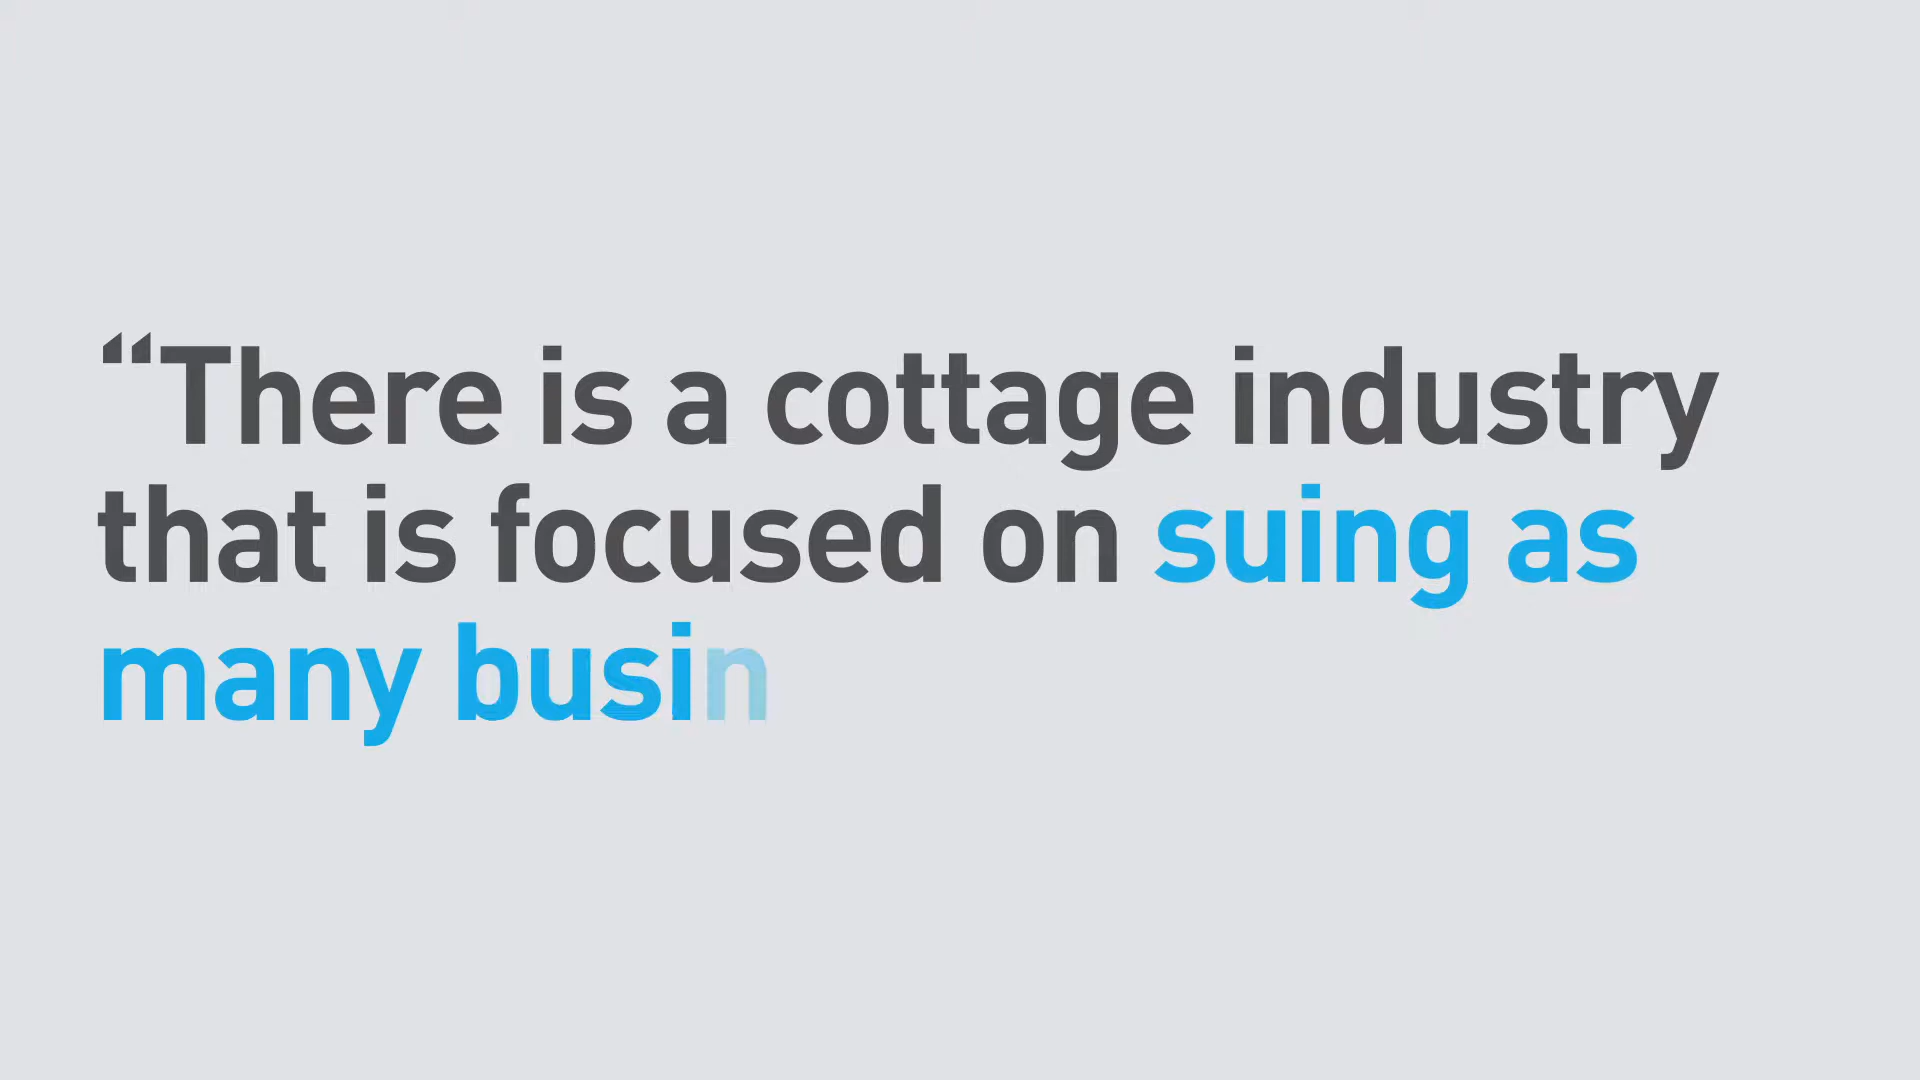 “There is a cottage industry
that is focused on suing as
many busin